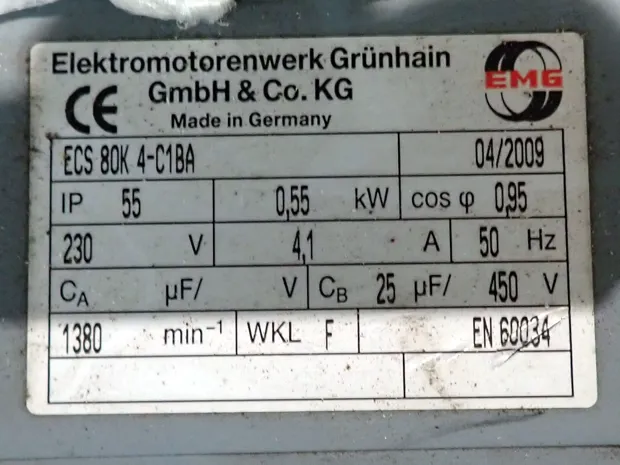 Elektromotorenwerk Grünhain
GmbH & Co. KG
Made in Germany
CE
EMG
ECS 80K 4-C1BA 04/2009
IP 55 0,55 kW cos φ 0,95
230 V 4,1 A 50 Hz
CA µF/ V CB 25 µF/ 450 V
1380 min⁻¹ WKL F EN 60034